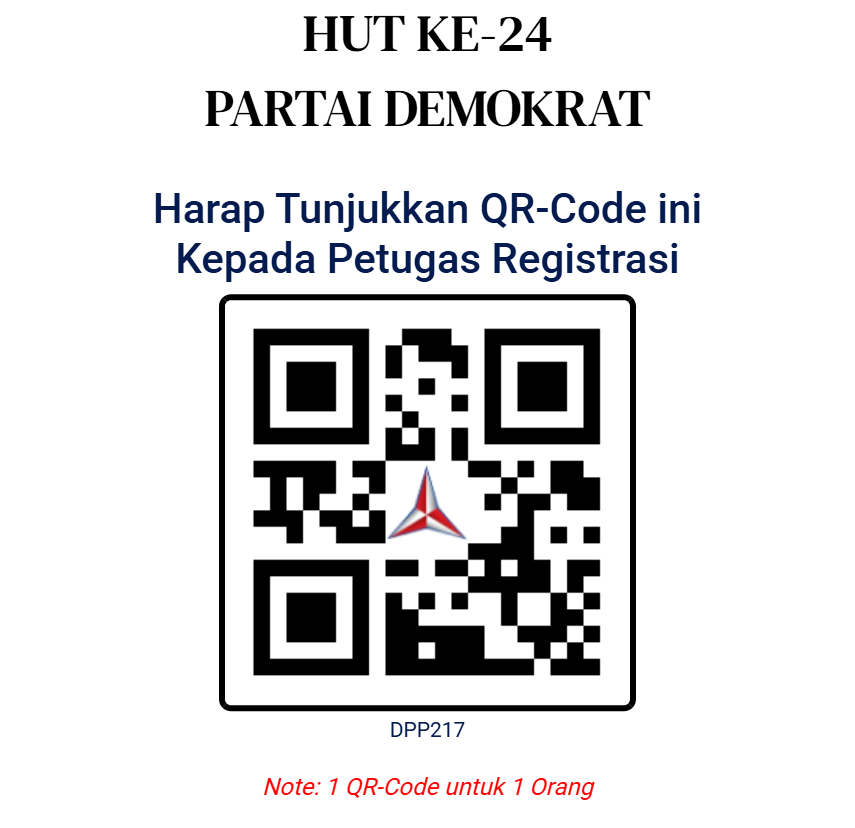 HUT KE-24
PARTAI DEMOKRAT
Harap Tunjukkan QR-Code ini
Kepada Petugas Registrasi
DPP217
Note: 1 QR-Code untuk 1 Orang